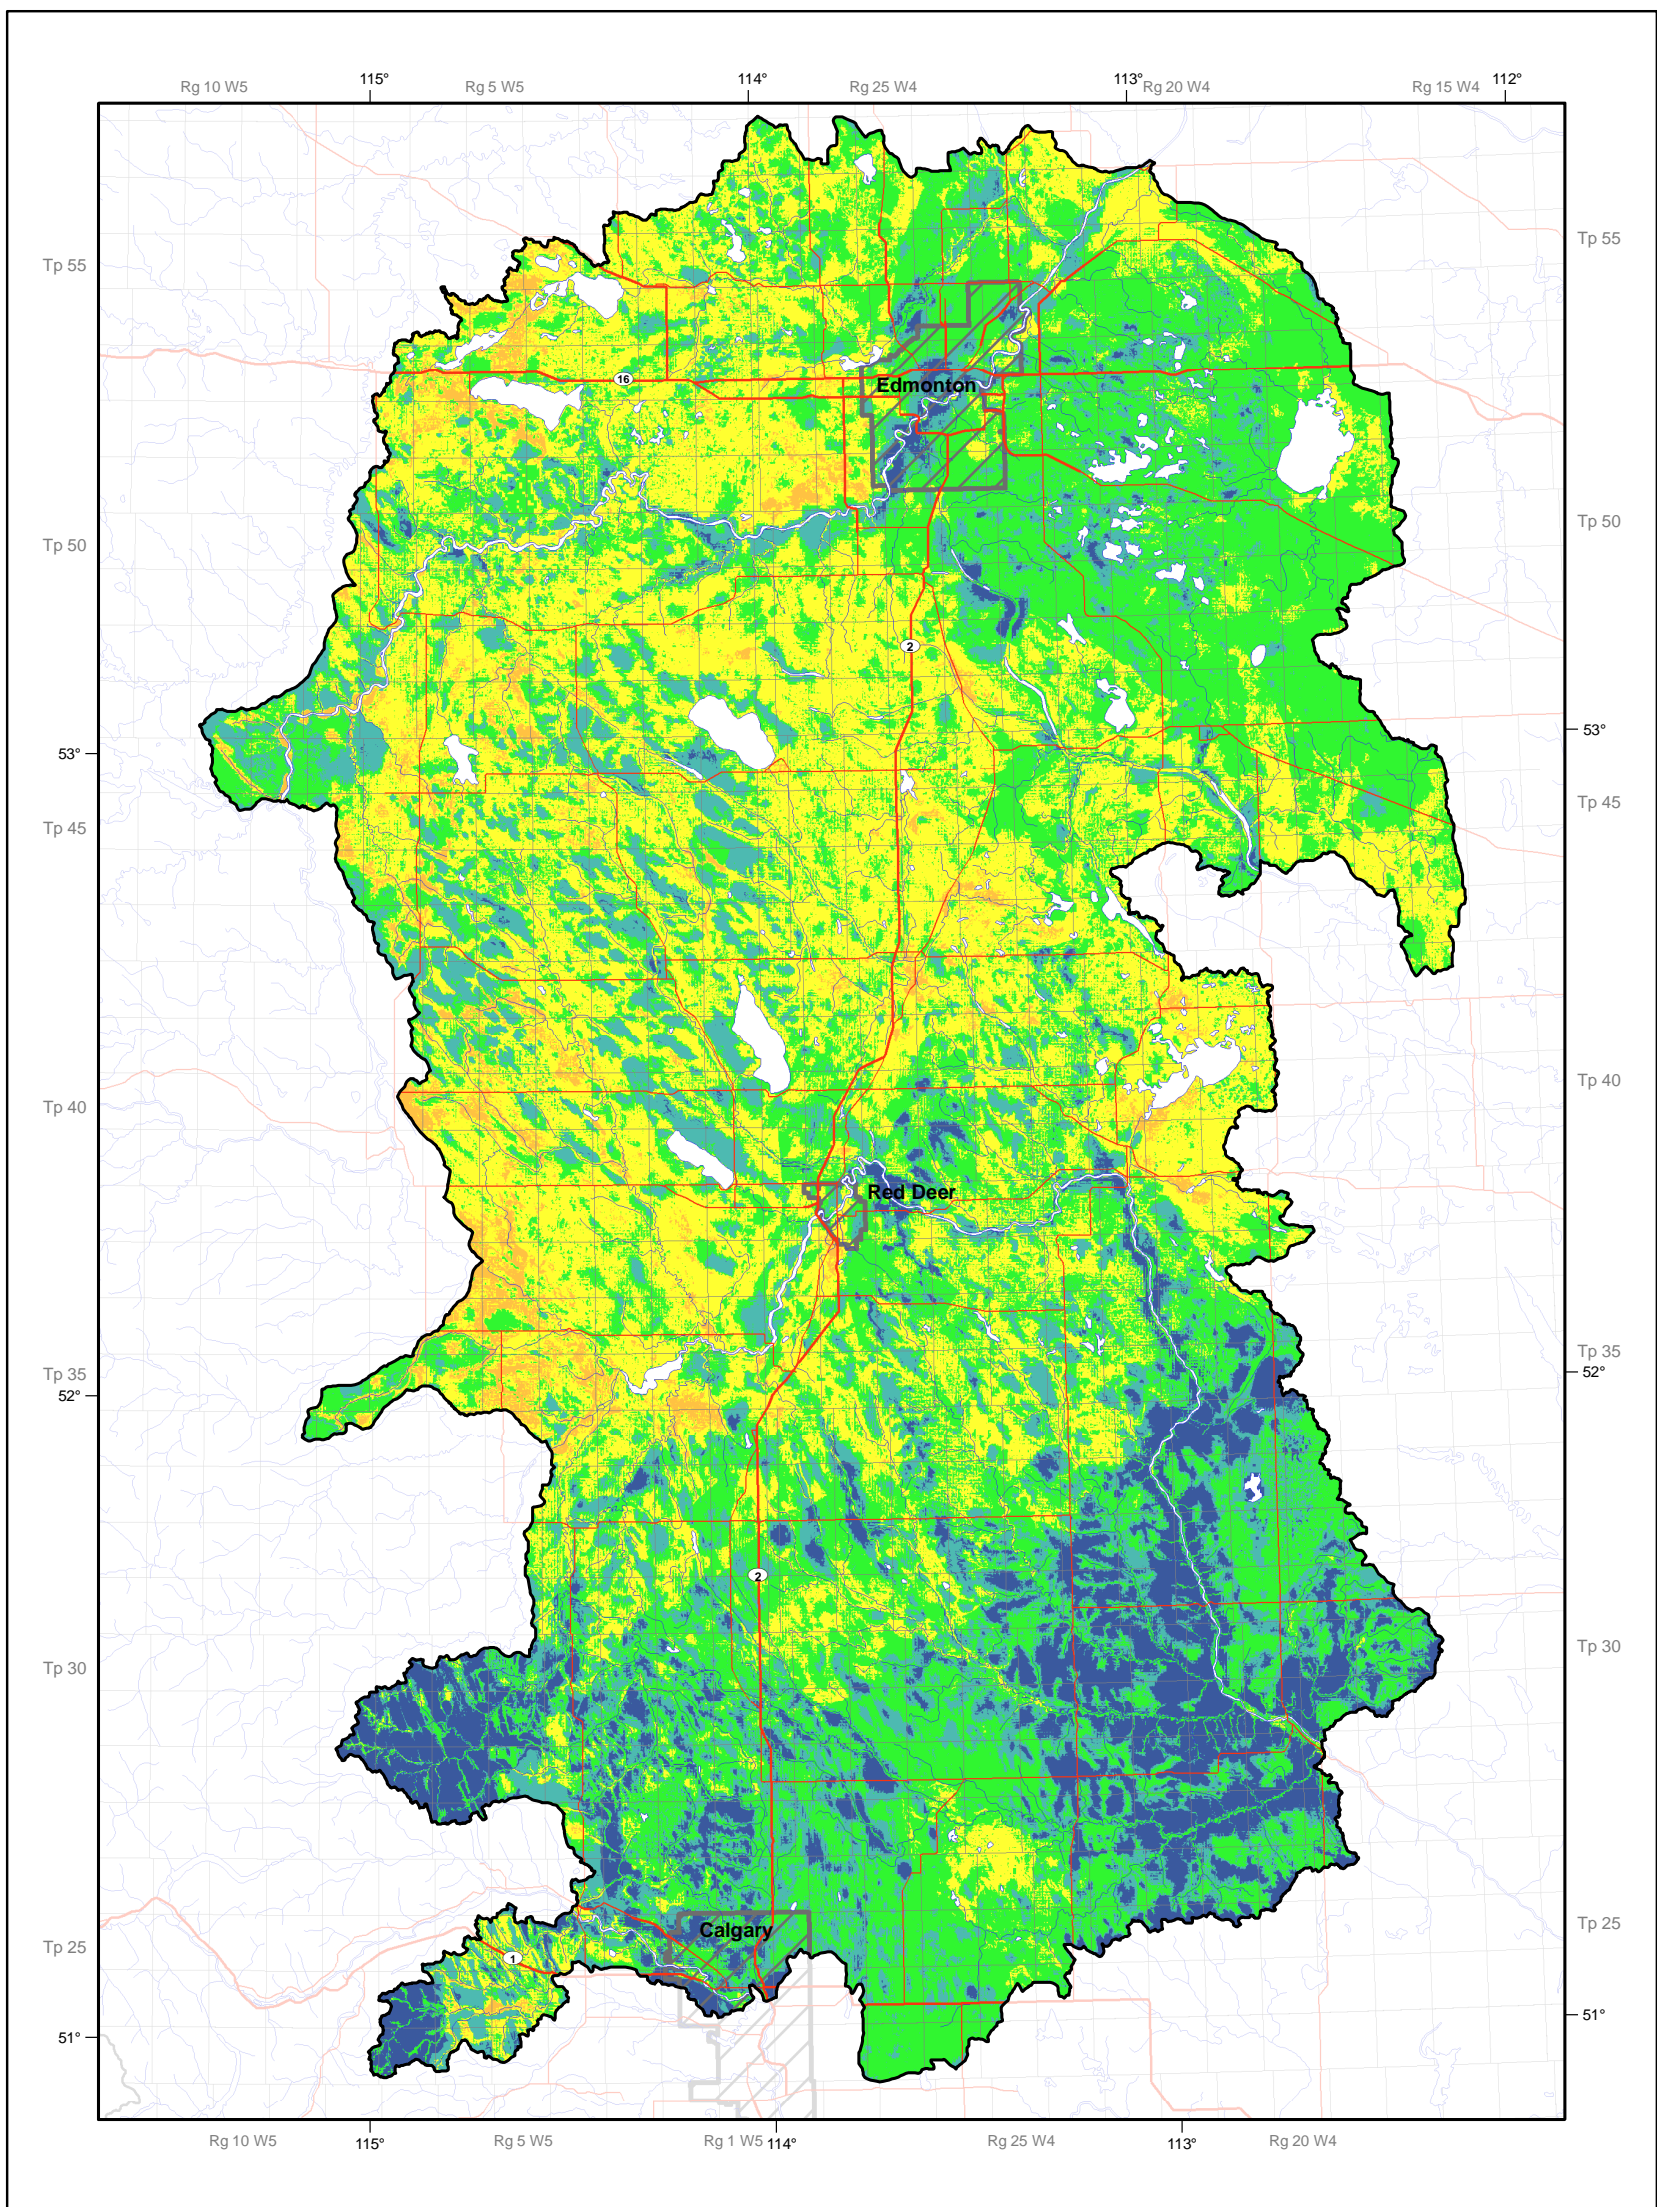 115° 114° 113° 112°
Rg 10 W5 Rg 5 W5 Rg 25 W4 Rg 20 W4 Rg 15 W4
Tp 55 Tp 55
16
Edmonton
Tp 50 Tp 50
2
53° 53°
Tp 45 Tp 45
Tp 40 Tp 40
Red Deer
Tp 35 Tp 35
52° 52°
2
Tp 30 Tp 30
Calgary
Tp 25 Tp 25
1
51° 51°
Rg 10 W5 115° Rg 5 W5 Rg 1 W5 114° Rg 25 W4 113° Rg 20 W4